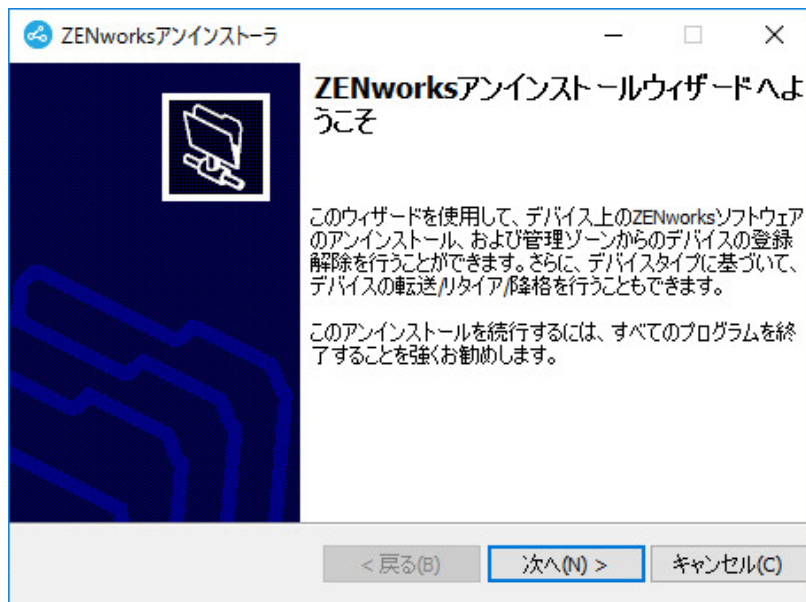 ZENworksアンインストーラ
ZENworksアンインストールウィザードへよ
うこそ
このウィザードを使用して、デバイス上のZENworksソフトウェア
のアンインストール、および管理ゾーンからのデバイスの登録
解除を行うことができます。さらに、デバイスタイプに基づいて、
デバイスの転送/リタイア/降格を行うこともできます。
このアンインストールを続行するには、すべてのプログラムを終
了することを強くお勧めします。
< 戻る(B)
次へ(N) >
キャンセル(C)